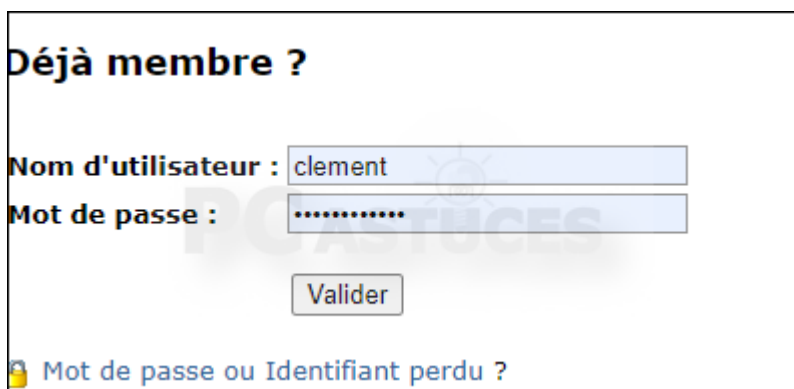 Déjà membre ?
Nom d'utilisateur : clement
Mot de passe : ••••••••••••
PC ASTUCES
Valider
Mot de passe ou Identifiant perdu ?